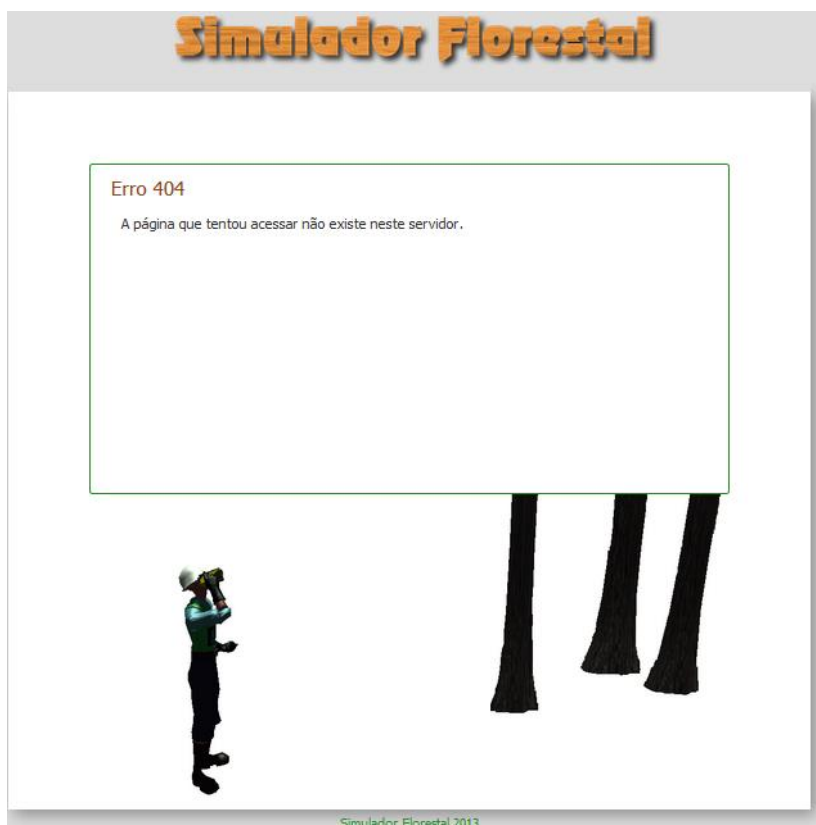 Simulador Florestal
Erro 404
A página que tentou acessar não existe neste servidor.
Simulador Florestal 2013